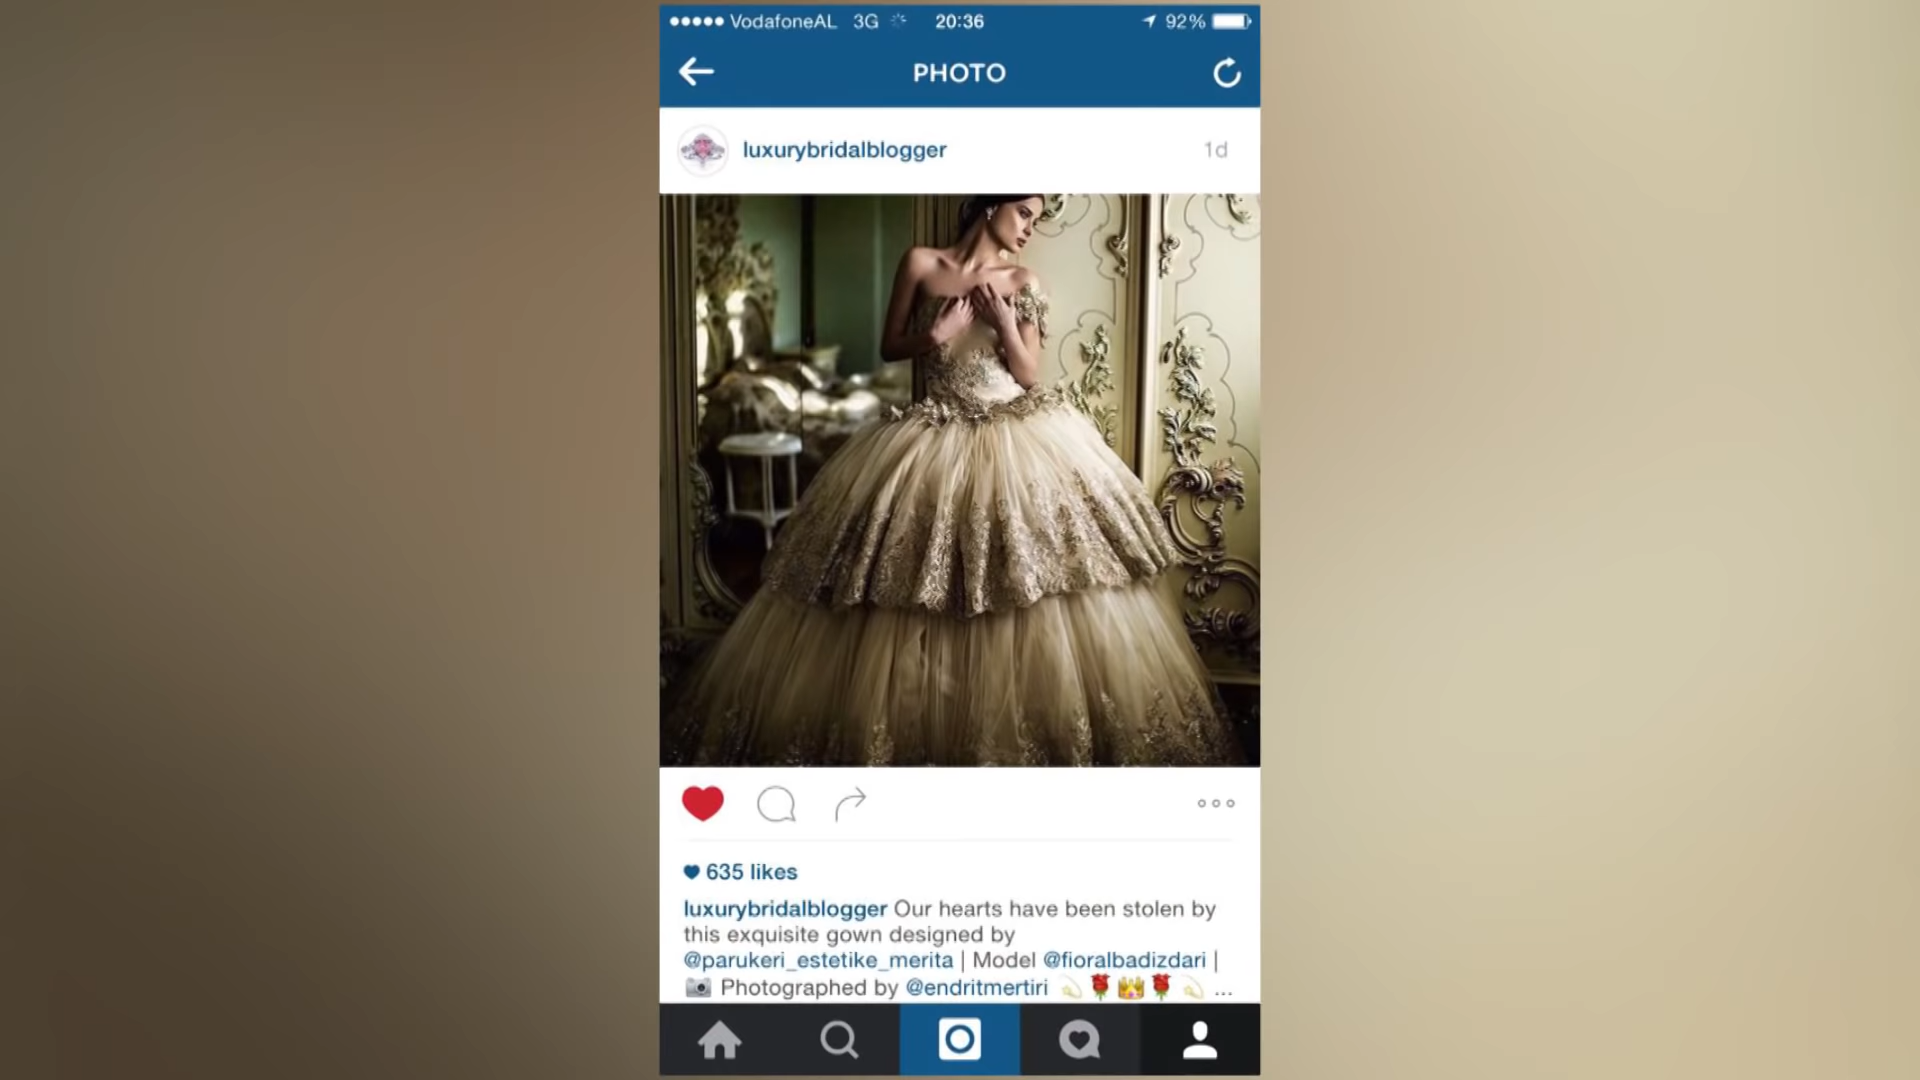 VodafoneAL 3G 20:36 92%
PHOTO
luxurybridalblogger 1d
635 likes
luxurybridalblogger Our hearts have been stolen by
this exquisite gown designed by
@parukeri_estetike_merita | Model @fioralbadizdari |
📷 Photographed by @endritmertiri 💫🌹👑🌹💫 ...